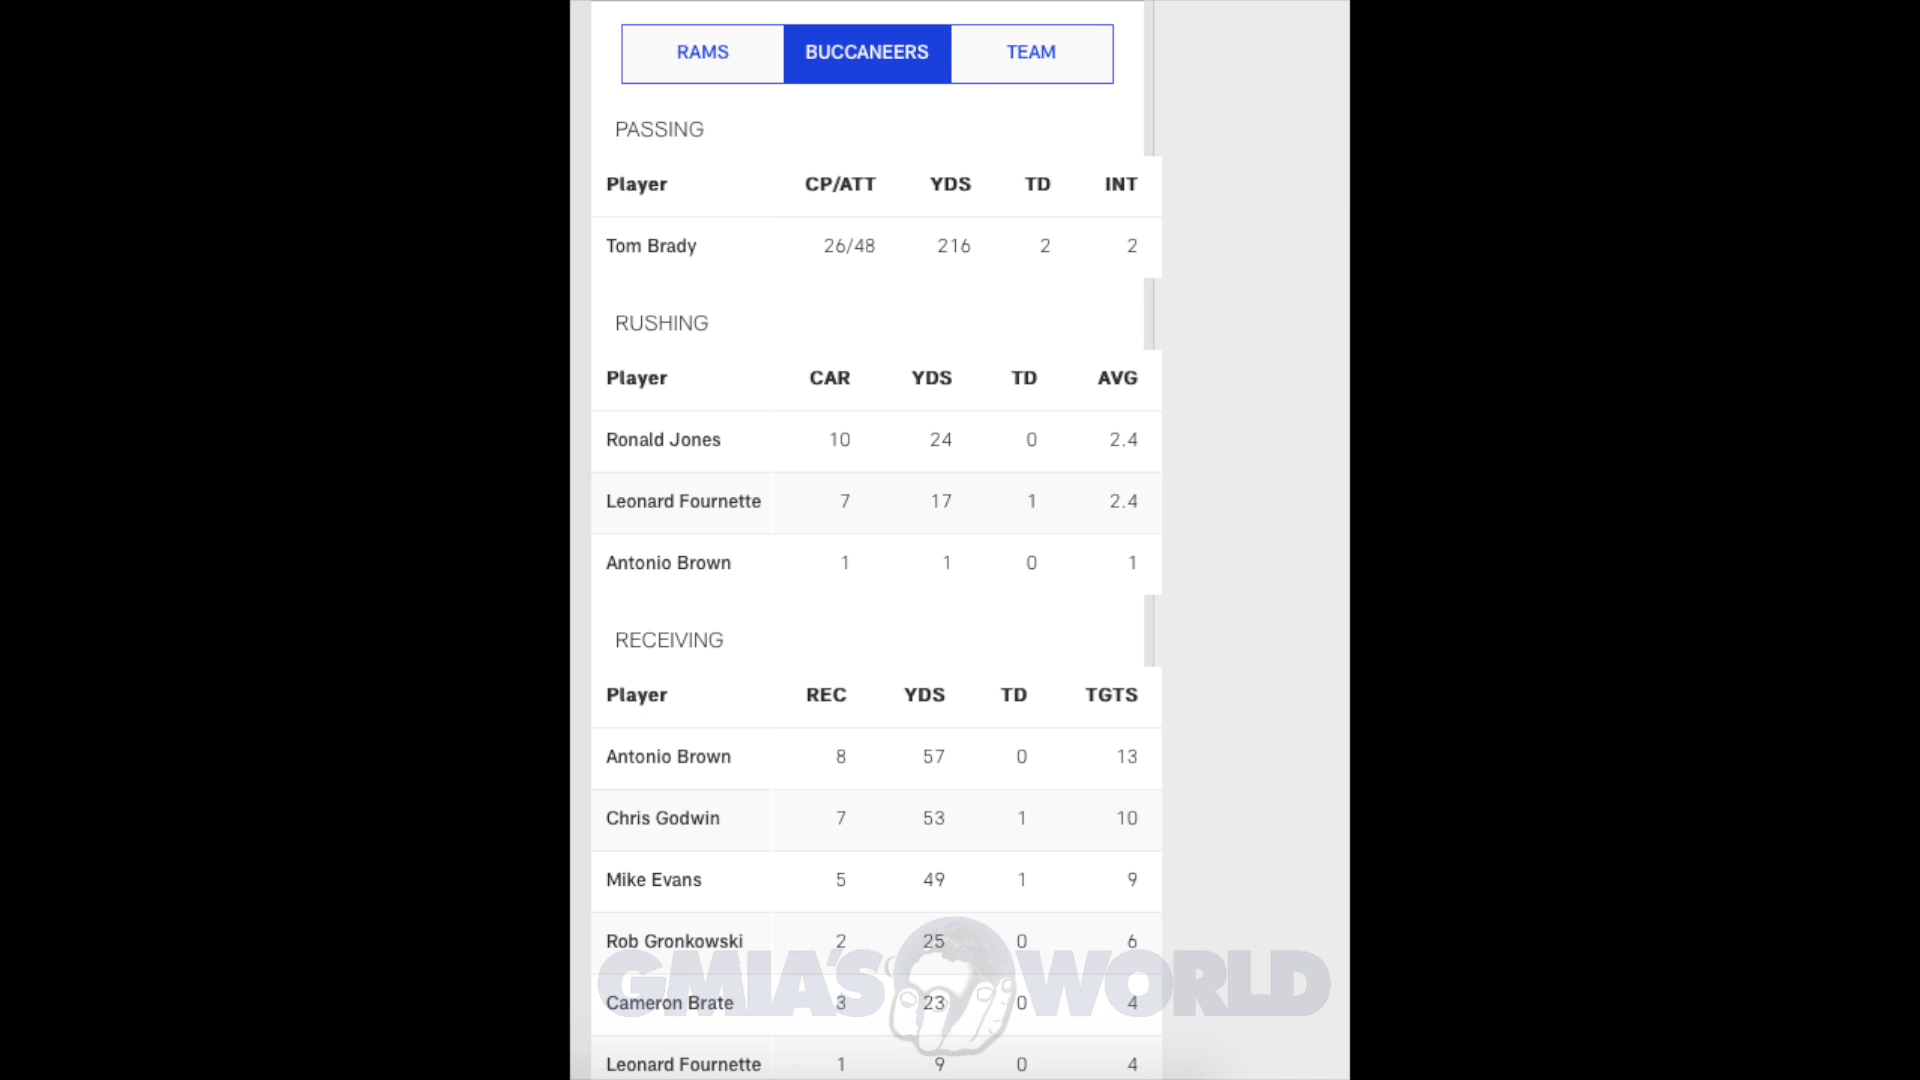 RAMS BUCCANEERS TEAM
PASSING
Player CP/ATT YDS TD INT
Tom Brady 26/48 216 2 2
RUSHING
Player CAR YDS TD AVG
Ronald Jones 10 24 0 2.4
Leonard Fournette 7 17 1 2.4
Antonio Brown 1 1 0 1
RECEIVING
Player REC YDS TD TGTS
Antonio Brown 8 57 0 13
Chris Godwin 7 53 1 10
Mike Evans 5 49 1 9
Rob Gronkowski 2 25 0 6
GMIA'S WORLD
Cameron Brate 3 23 0 4
Leonard Fournette 1 9 0 4